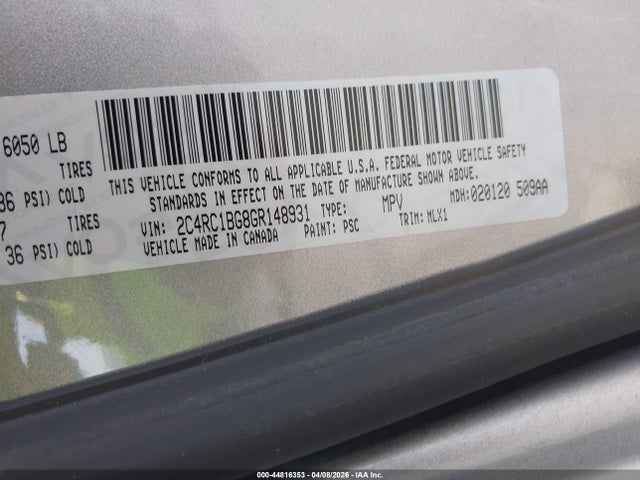 6050 LB
TIRES
36 PSI) COLD
7 TIRES
36 PSI) COLD
THIS VEHICLE CONFORMS TO ALL APPLICABLE U.S.A. FEDERAL MOTOR VEHICLE SAFETY
STANDARDS IN EFFECT ON THE DATE OF MANUFACTURE SHOWN ABOVE.
VIN: 2C4RC1BG8GR148931 TYPE: MPV MDH:020120 509AA
VEHICLE MADE IN CANADA PAINT: PSC TRIM: MLX1
000-44816353 - 04/08/2026 - IAA Inc.